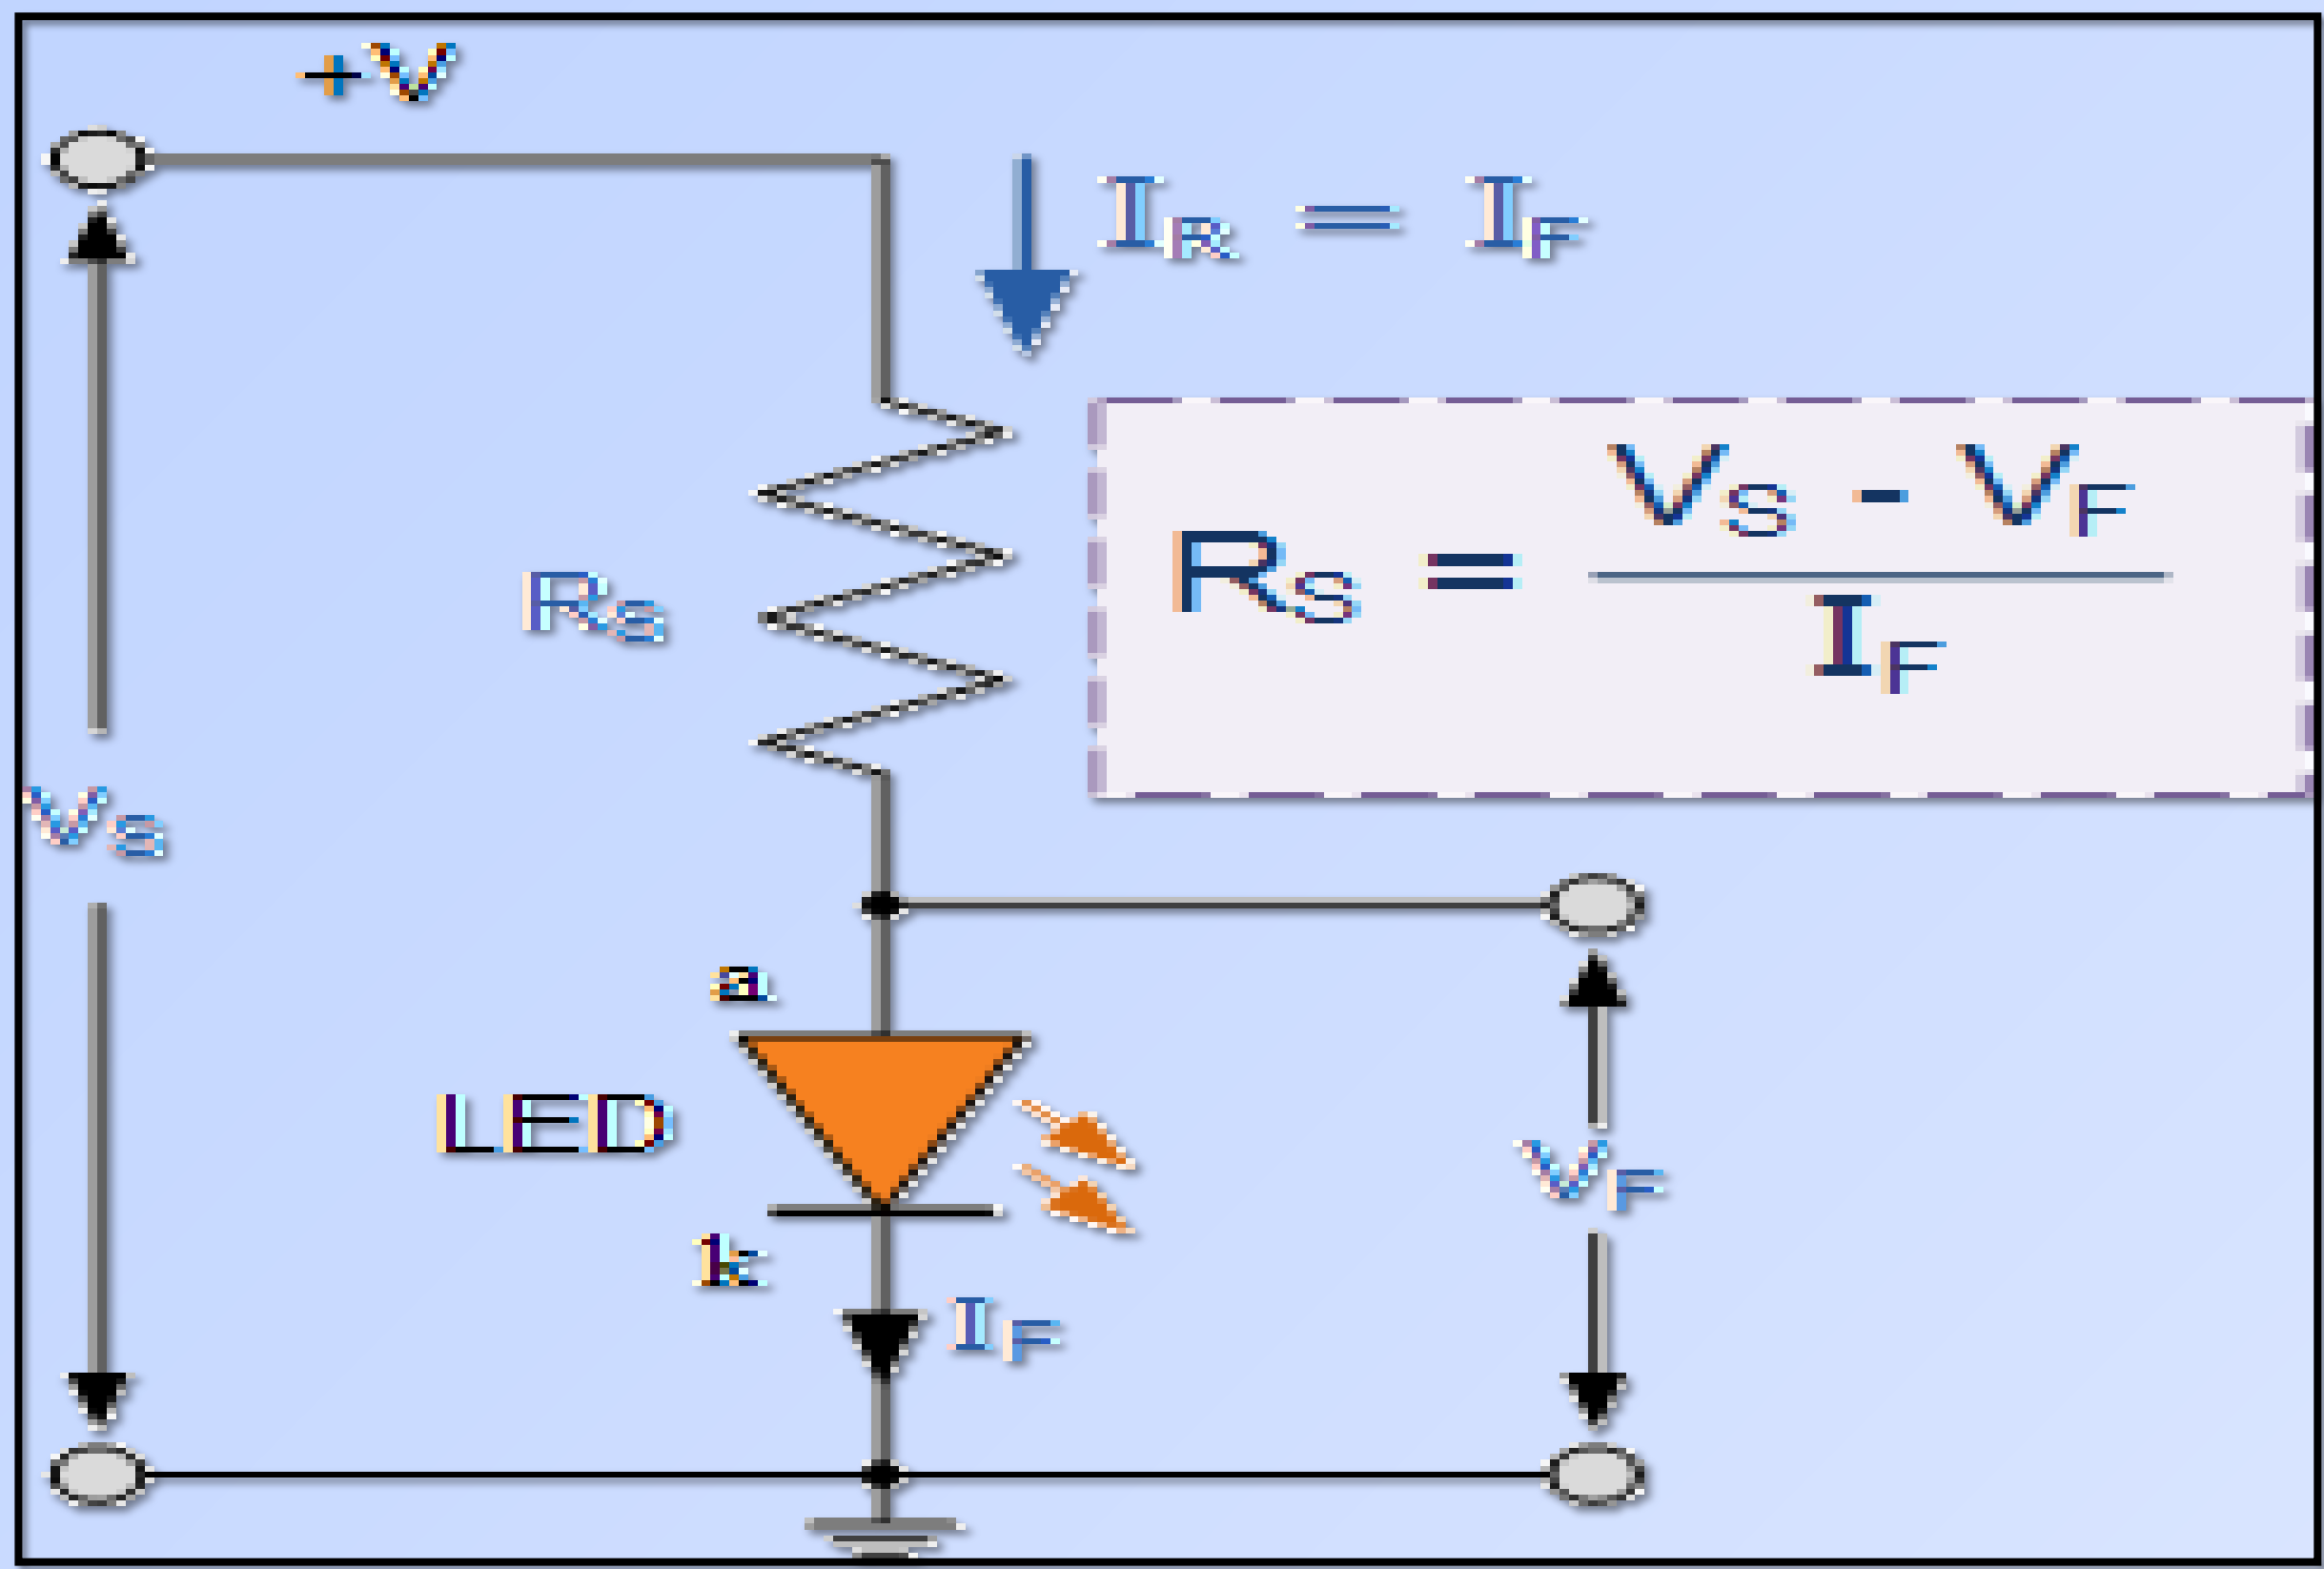 +V
IR = IF
RS
RS = VS - VF
IF
VS
a
LED
VF
k
IF